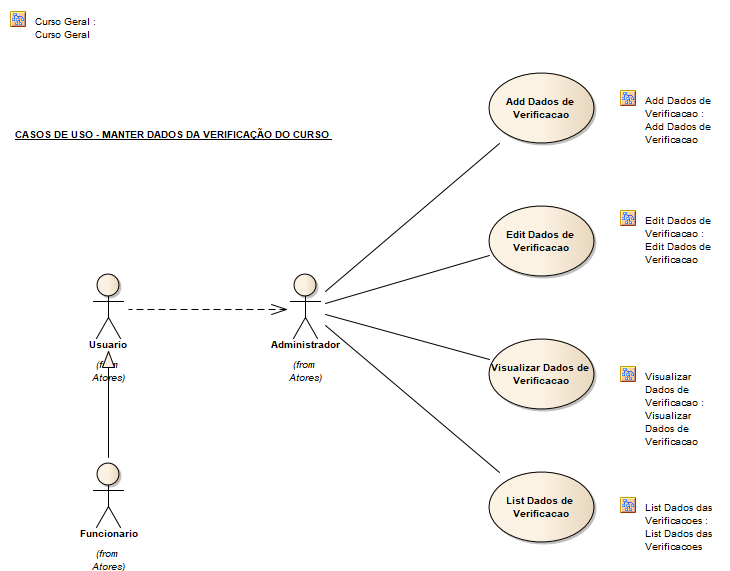 Curso Geral :
Curso Geral
CASOS DE USO - MANTER DADOS DA VERIFICAÇÃO DO CURSO
Add Dados de
Verificacao
Add Dados de
Verificacao :
Add Dados de
Verificacao
Edit Dados de
Verificacao
Edit Dados de
Verificacao :
Edit Dados de
Verificacao
Usuario
(from
Atores)
Administrador
(from
Atores)
Visualizar Dados de
Verificacao
Visualizar
Dados de
Verificacao :
Visualizar
Dados de
Verificacao
Funcionario
(from
Atores)
List Dados de
Verificacao
List Dados das
Verificacoes :
List Dados das
Verificacoes